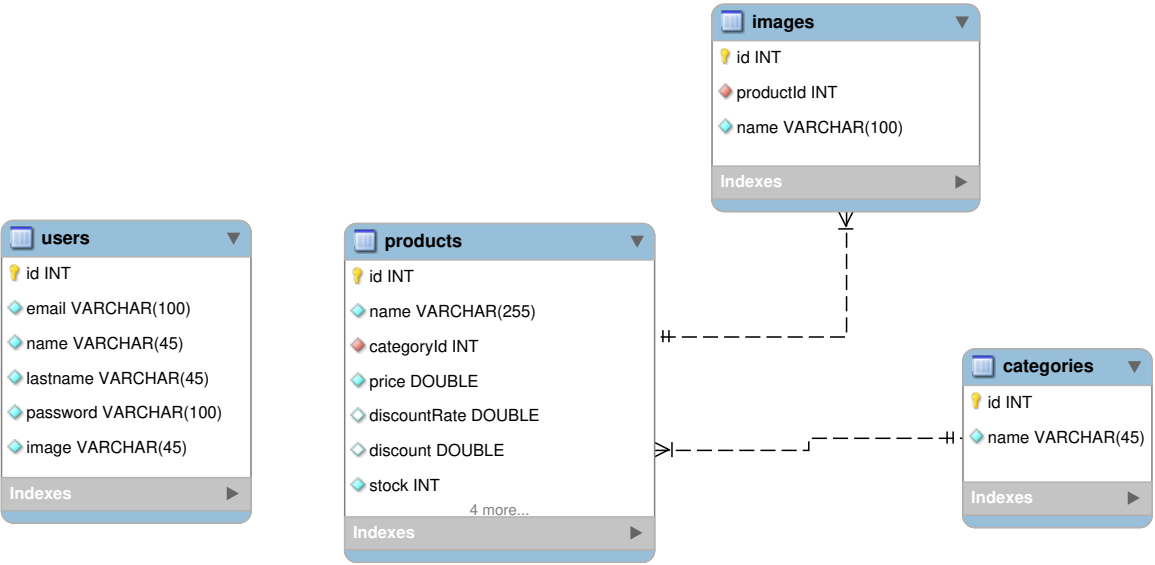 images
id INT
productId INT
name VARCHAR(100)
Indexes
users
id INT
email VARCHAR(100)
name VARCHAR(45)
lastname VARCHAR(45)
password VARCHAR(100)
image VARCHAR(45)
Indexes
products
id INT
name VARCHAR(255)
categoryId INT
price DOUBLE
discountRate DOUBLE
discount DOUBLE
stock INT
4 more...
Indexes
categories
id INT
name VARCHAR(45)
Indexes